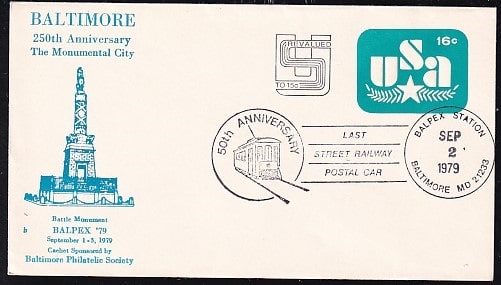 BALTIMORE
250th Anniversary
The Monumental City
REVALUED
TO 15c
16c
USA
50th ANNIVERSARY
LAST
STREET RAILWAY
POSTAL CAR
BALPEX STATION
SEP
2
1979
BALTIMORE MD 21233
Battle Monument
b BALPEX '79
September 1-3, 1979
Cachet Sponsored by
Baltimore Philatelic Society